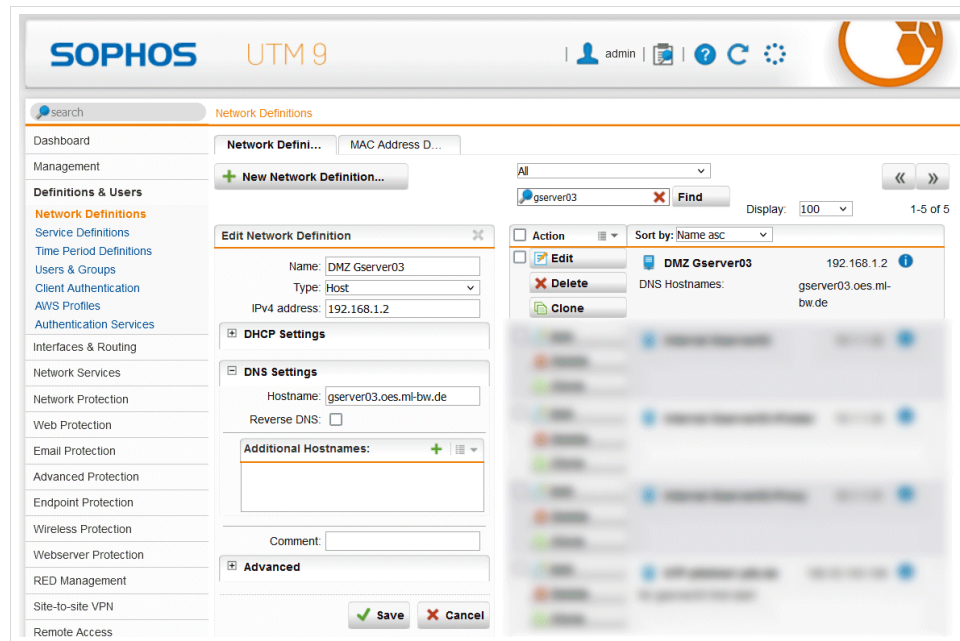 SOPHOS UTM 9
admin
search
Network Definitions
Dashboard
Management
Definitions & Users
Network Definitions
Service Definitions
Time Period Definitions
Users & Groups
Client Authentication
AWS Profiles
Authentication Services
Interfaces & Routing
Network Services
Network Protection
Web Protection
Email Protection
Advanced Protection
Endpoint Protection
Wireless Protection
Webserver Protection
RED Management
Site-to-site VPN
Remote Access
Network Defini...
MAC Address D...
New Network Definition...
All
gserver03
Find
Display: 100
1-5 of 5
Edit Network Definition
Name: DMZ Gserver03
Type: Host
IPv4 address: 192.168.1.2
DHCP Settings
DNS Settings
Hostname: gserver03.oes.ml-bw.de
Reverse DNS:
Additional Hostnames:
Comment:
Advanced
Save
Cancel
Action
Sort by: Name asc
Edit
Delete
Clone
DMZ Gserver03
192.168.1.2
DNS Hostnames:
gserver03.oes.ml-
bw.de